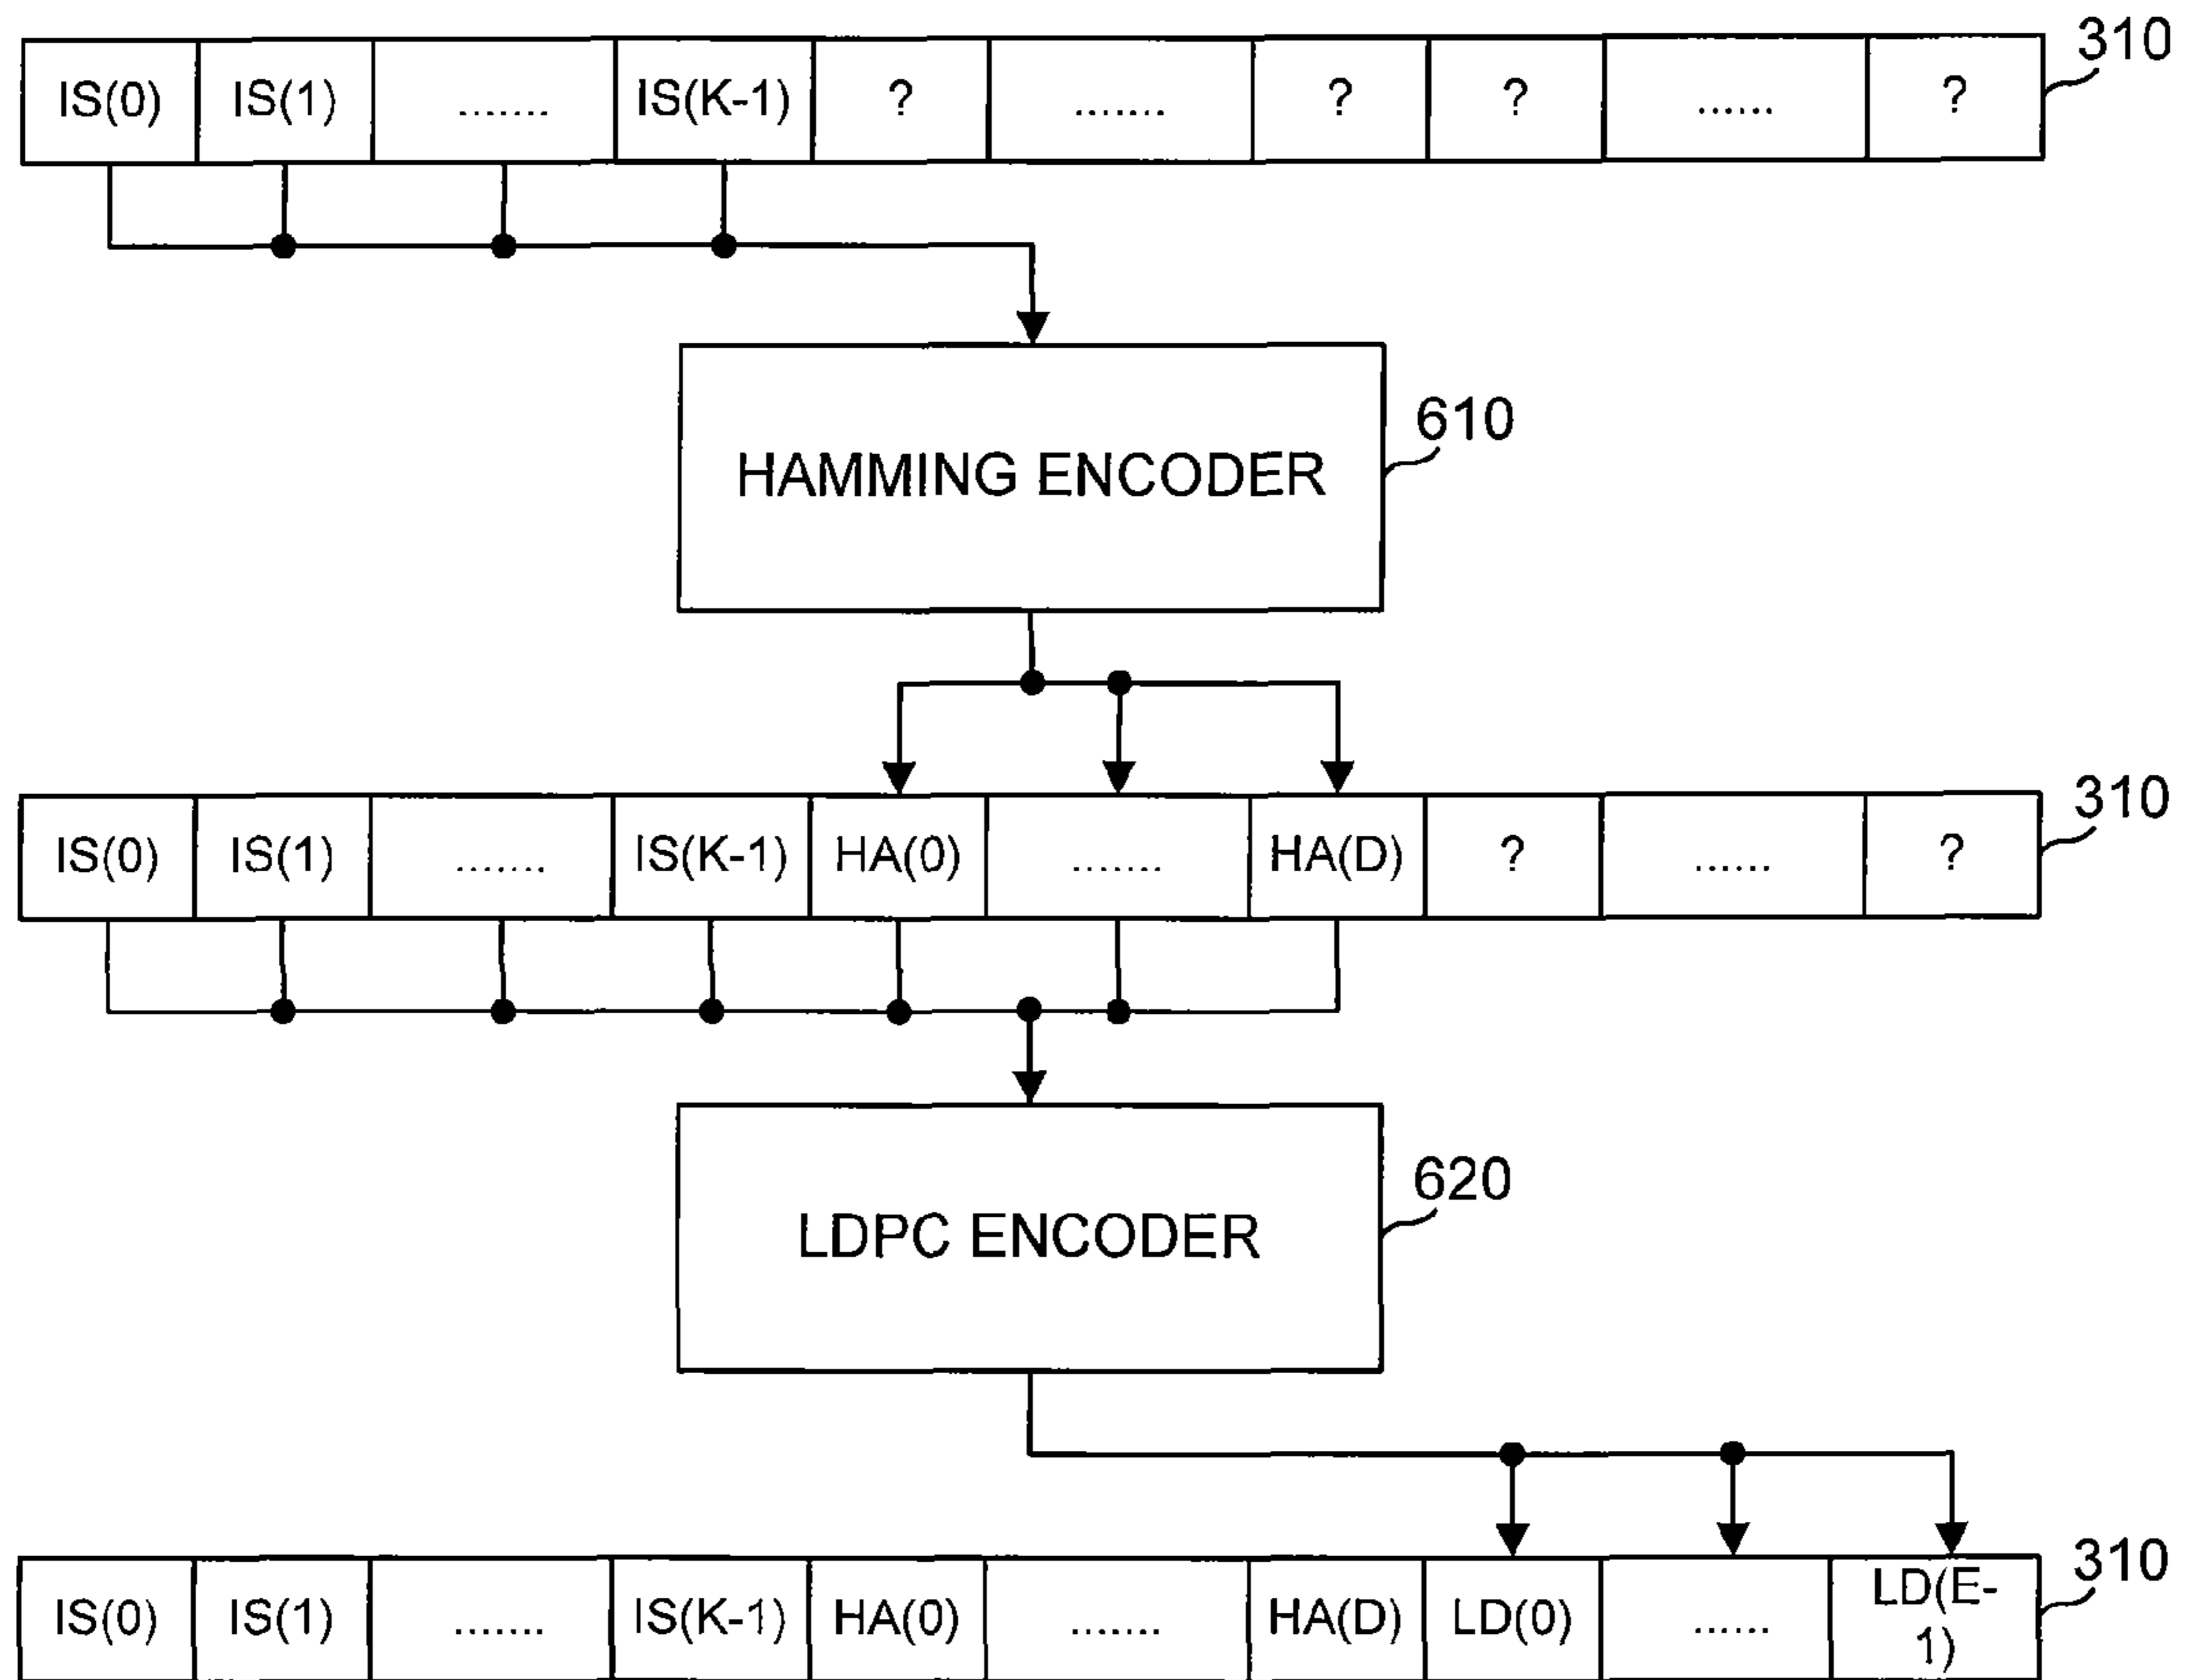 310
IS(0) IS(1) ....... IS(K-1) ? ....... ? ? ...... ?
610
HAMMING ENCODER
310
IS(0) IS(1) ....... IS(K-1) HA(0) ....... HA(D) ? ...... ?
620
LDPC ENCODER
310
IS(0) IS(1) ....... IS(K-1) HA(0) ....... HA(D) LD(0) ...... LD(E-
1)